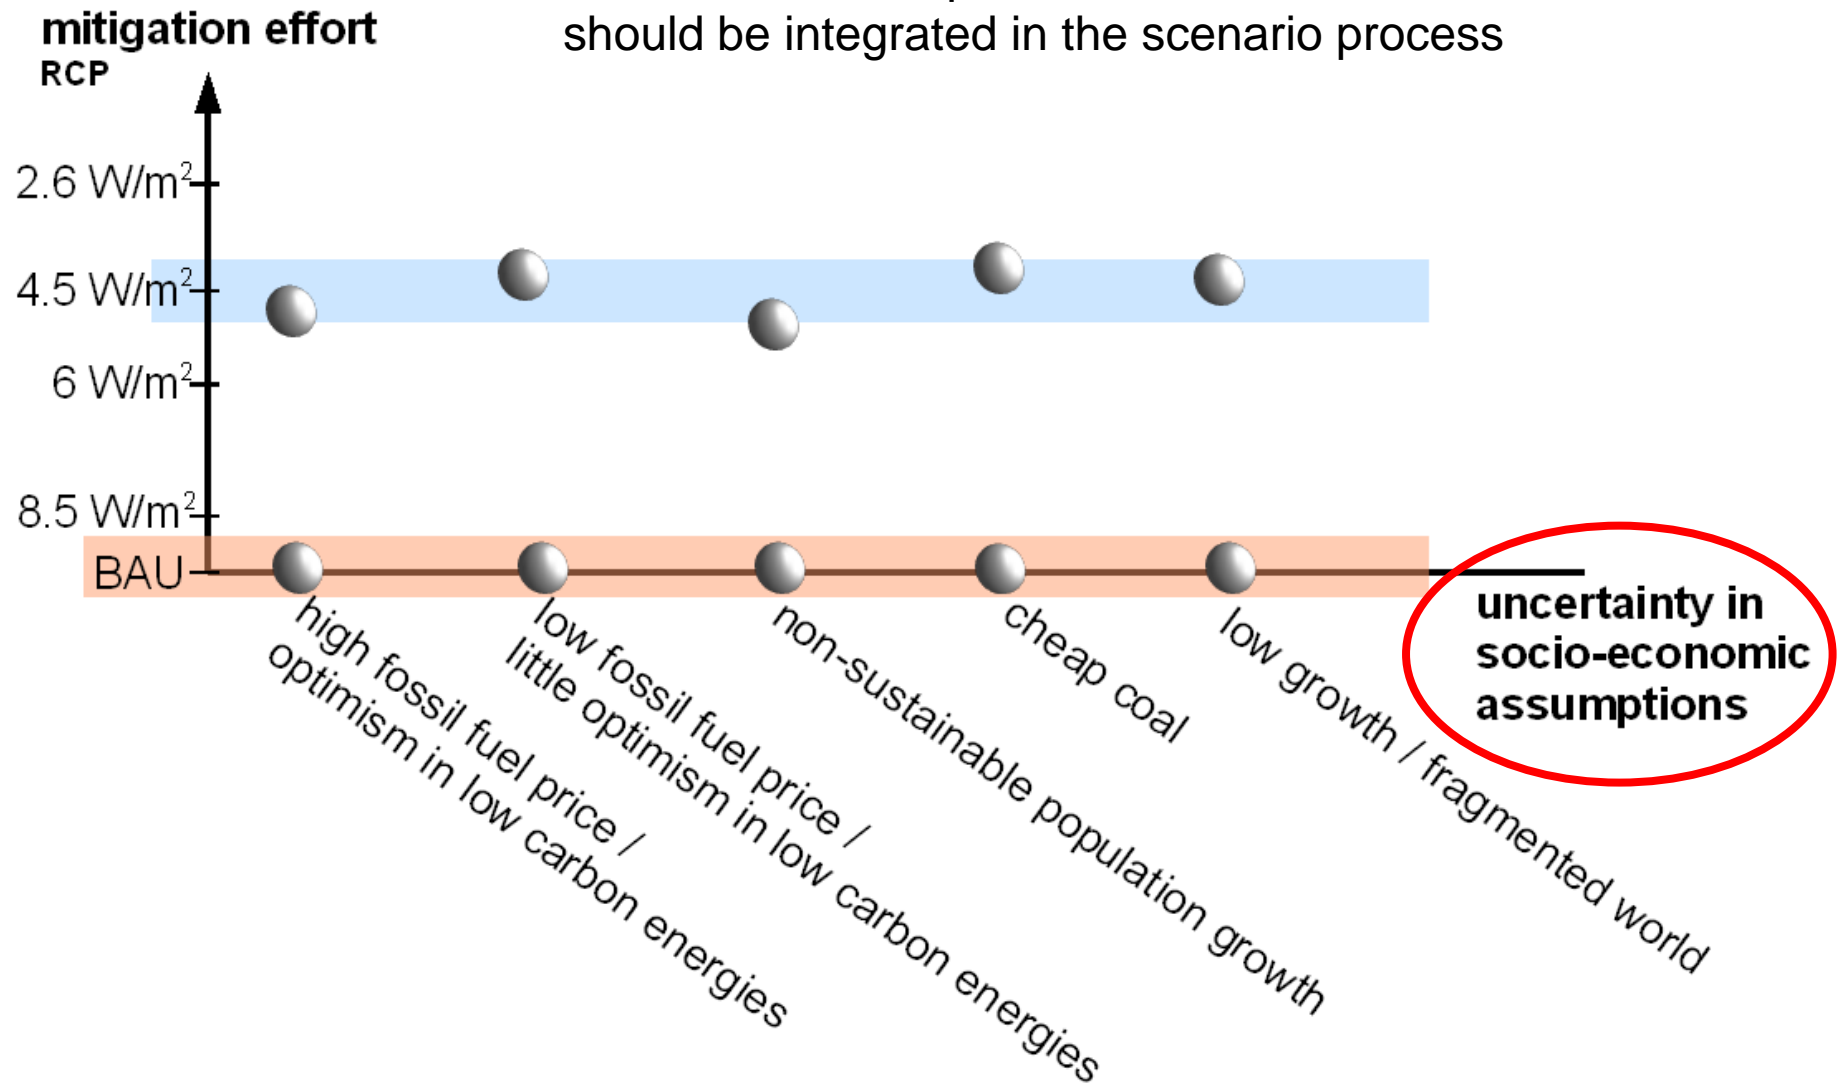 mitigation effort
RCP
should be integrated in the scenario process
2.6 W/m²
4.5 W/m²
6 W/m²
8.5 W/m²
BAU
high fossil fuel price /
optimism in low carbon energies
low fossil fuel price /
little optimism in low carbon energies
non-sustainable population growth
cheap coal
low growth / fragmented world
uncertainty in
socio-economic
assumptions